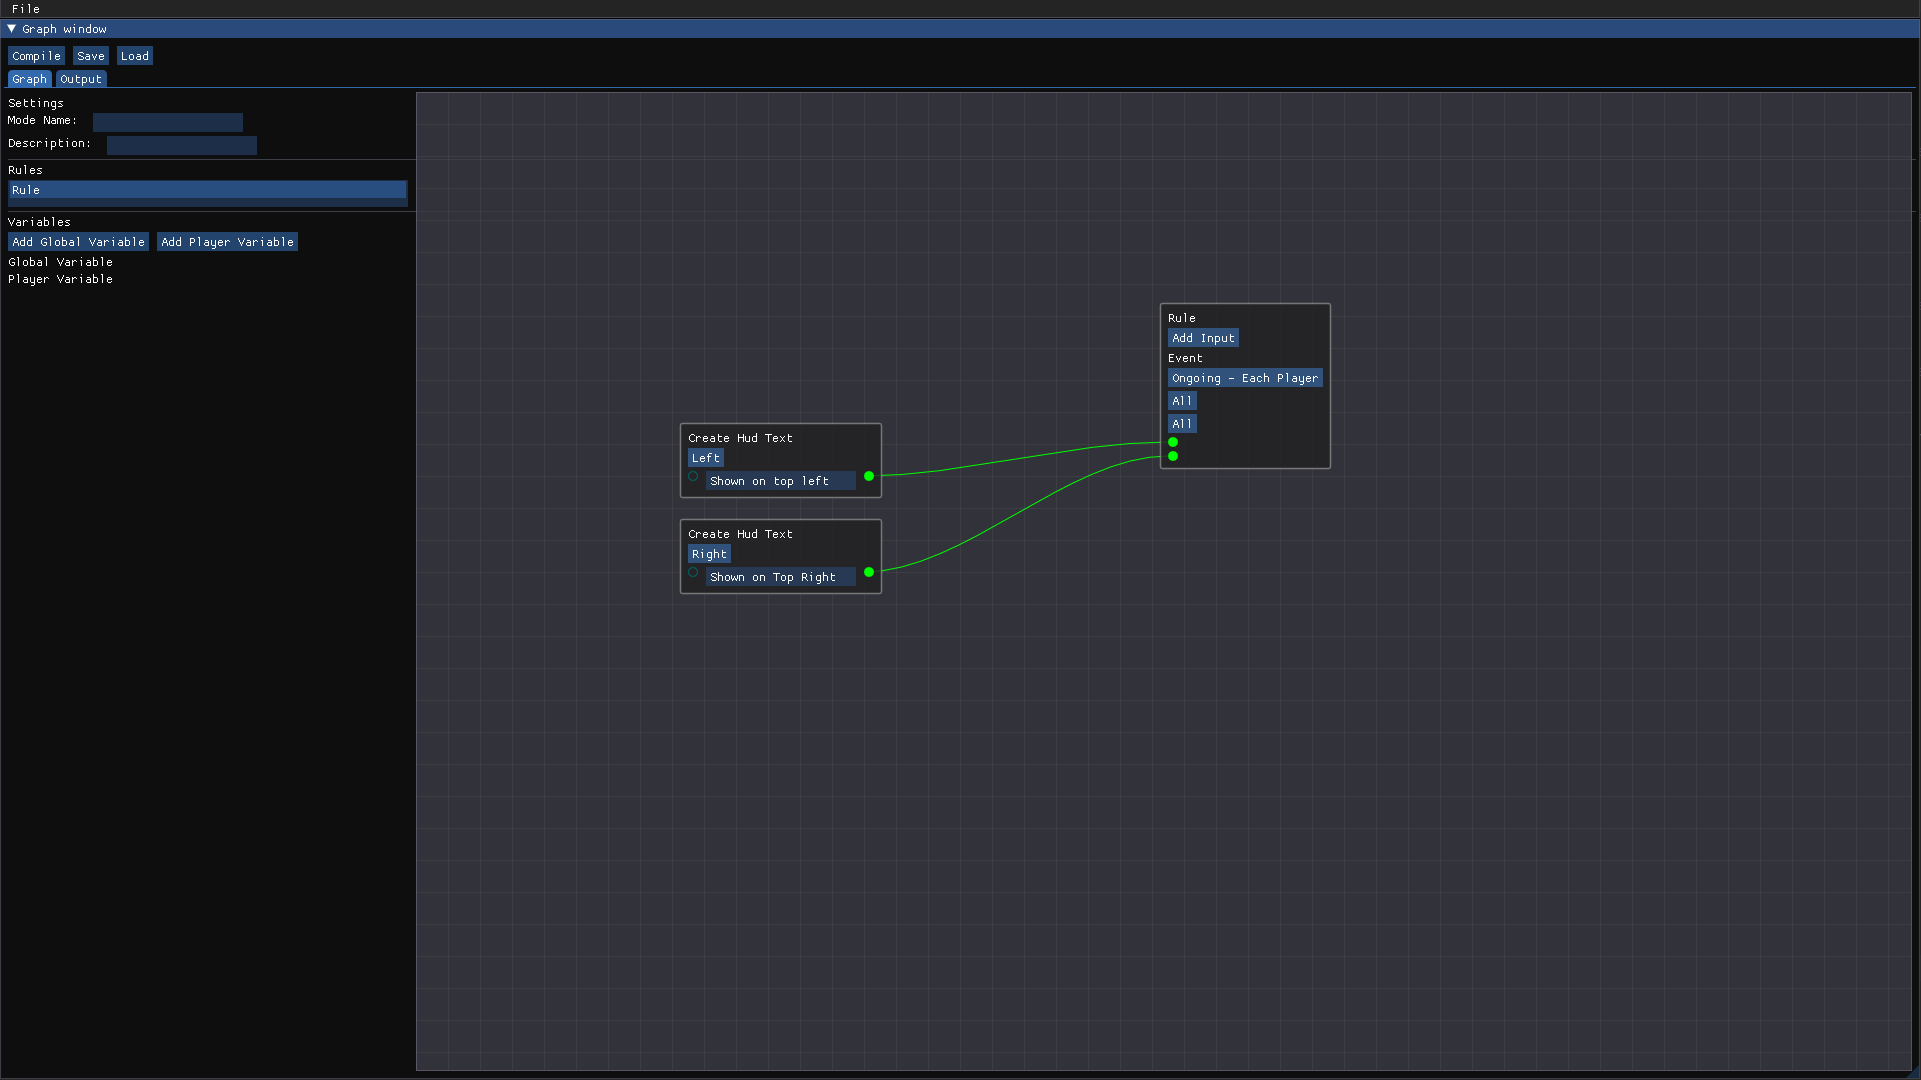 File
Graph window
Compile Save Load
Graph Output
Settings
Mode Name:
Description:
Rules
Rule
Variables
Add Global Variable Add Player Variable
Global Variable
Player Variable
Rule
Add Input
Event
Ongoing - Each Player
All
All
Create Hud Text
Left
Shown on top left
Create Hud Text
Right
Shown on Top Right